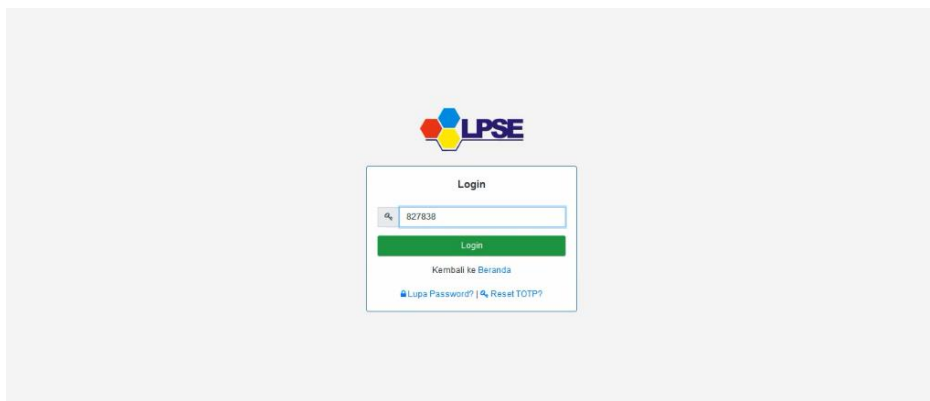 LPSE
Login
827838
Login
Kembali ke Beranda
Lupa Password? | Reset TOTP?